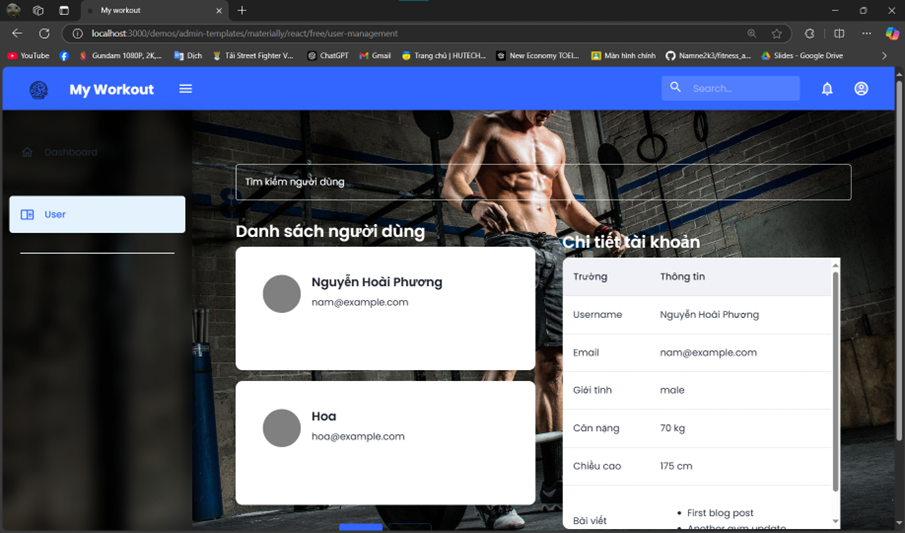 My workout
localhost:3000/demos/admin-templates/materially/react/free/user-management
YouTube
Gundam 1080P, 2K,...
Dịch
Tải Street Fighter V...
ChatGPT
Gmail
Trang chủ | HUTECH...
New Economy TOEI...
Màn hình chính
Namne2k3/fitness_a...
Slides - Google Drive
My Workout
Search...
Dashboard
User
Tìm kiếm người dùng
Danh sách người dùng
Nguyễn Hoài Phương
nam@example.com
Hoa
hoa@example.com
Chi tiết tài khoản
Trường Thông tin
Username Nguyễn Hoài Phương
Email nam@example.com
Giới tính male
Cân nặng 70 kg
Chiều cao 175 cm
Bài viết
First blog post
Another gym update